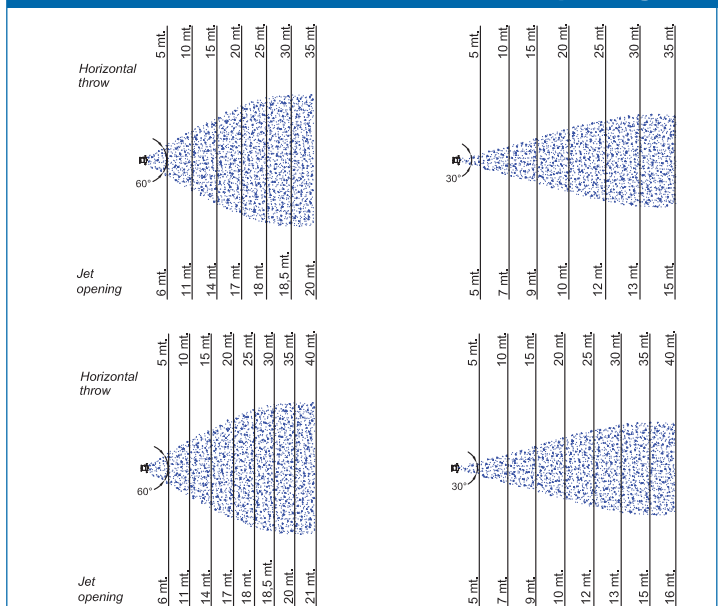 5 mt.
10 mt.
15 mt.
20 mt.
25 mt.
30 mt.
35 mt.
Horizontal
throw
60°
Jet
opening
6 mt.
11 mt.
14 mt.
17 mt.
18 mt.
18,5 mt.
20 mt.
5 mt.
10 mt.
15 mt.
20 mt.
25 mt.
30 mt.
35 mt.
30°
5 mt.
7 mt.
9 mt.
10 mt.
12 mt.
13 mt.
15 mt.
5 mt.
10 mt.
15 mt.
20 mt.
25 mt.
30 mt.
35 mt.
40 mt.
Horizontal
throw
60°
Jet
opening
6 mt.
11 mt.
14 mt.
17 mt.
18 mt.
18,5 mt.
20 mt.
21 mt.
5 mt.
10 mt.
15 mt.
20 mt.
25 mt.
30 mt.
35 mt.
40 mt.
30°
5 mt.
7 mt.
9 mt.
10 mt.
12 mt.
13 mt.
15 mt.
16 mt.